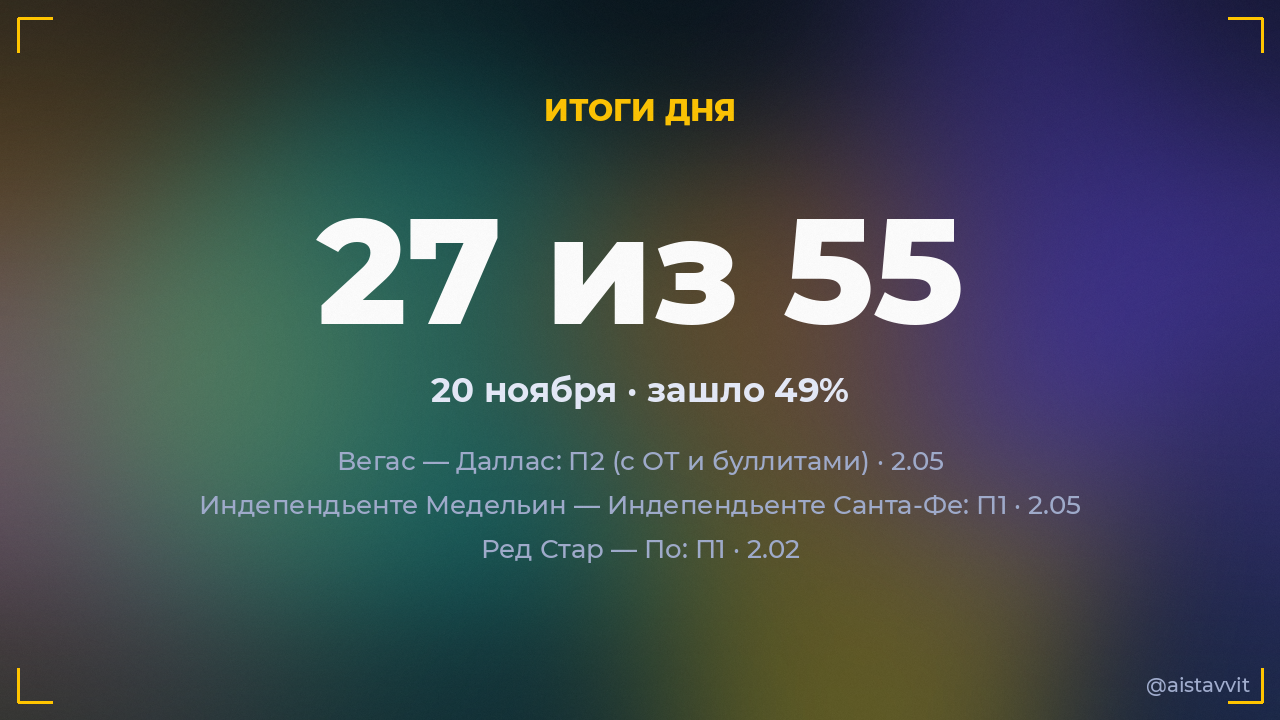 ИТОГИ ДНЯ
27 из 55
20 ноября · зашло 49%
Вегас — Даллас: П2 (с ОТ и буллитами) · 2.05
Индепендьенте Медельин — Индепендьенте Санта-Фе: П1 · 2.05
Ред Стар — По: П1 · 2.02
@aistavvit